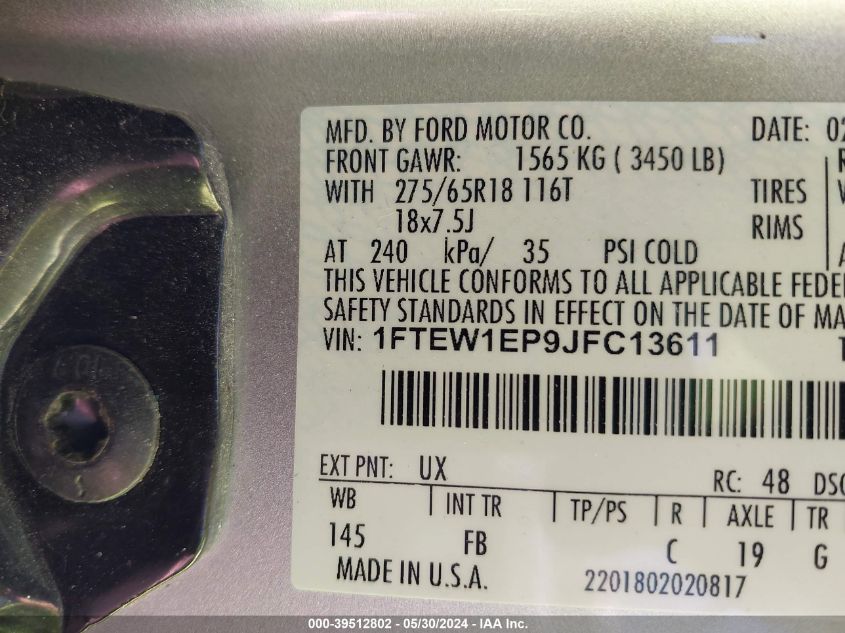 MFD. BY FORD MOTOR CO. DATE: 02
FRONT GAWR: 1565 KG ( 3450 LB)
WITH 275/65R18 116T TIRES
18x7.5J RIMS
AT 240 kPa/ 35 PSI COLD
THIS VEHICLE CONFORMS TO ALL APPLICABLE FEDE
SAFETY STANDARDS IN EFFECT ON THE DATE OF MA
VIN: 1FTEW1EP9JFC13611
EXT PNT: UX RC: 48 DSO
WB INT TR TP/PS R AXLE TR
145 FB C 19 G
MADE IN U.S.A. 2201802020817
000-39512802 - 05/30/2024 - IAAI.com